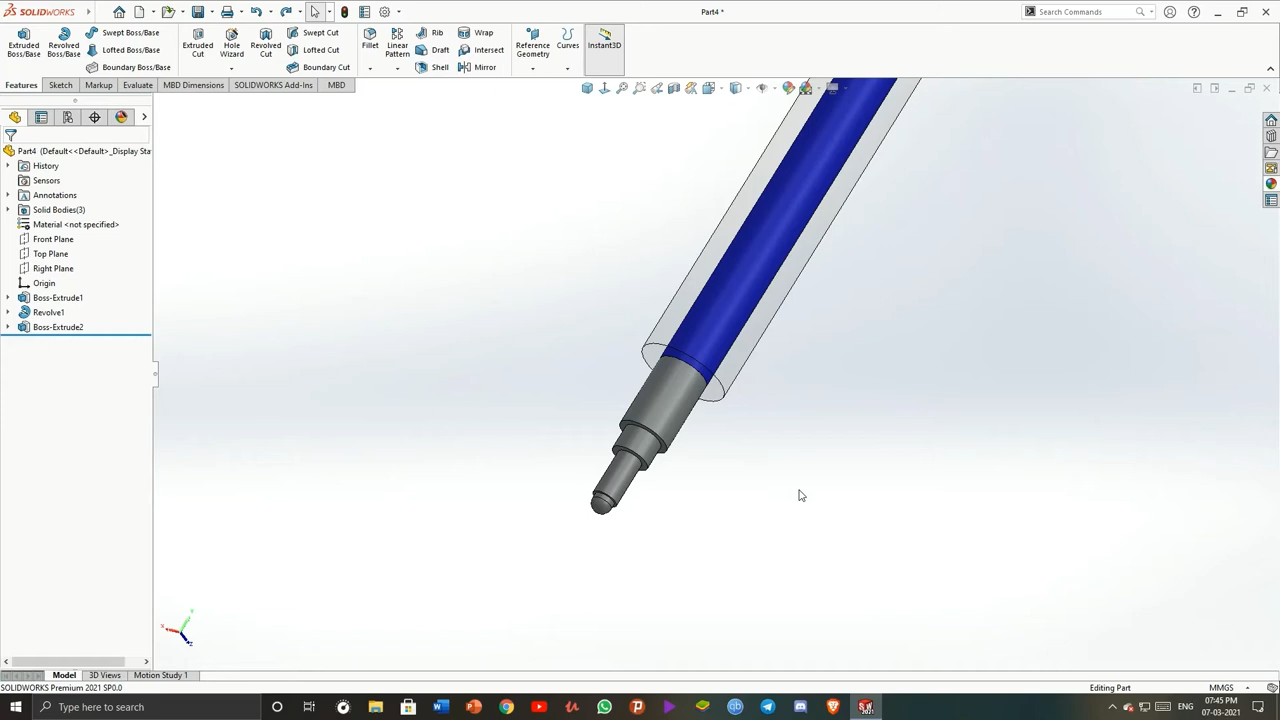 SOLIDWORKS
Part4 *
Search Commands
Extruded Boss/Base
Revolved Boss/Base
Swept Boss/Base
Lofted Boss/Base
Boundary Boss/Base
Extruded Cut
Hole Wizard
Revolved Cut
Swept Cut
Lofted Cut
Boundary Cut
Fillet
Linear Pattern
Rib
Draft
Shell
Wrap
Intersect
Mirror
Reference Geometry
Curves
Instant3D
Features Sketch Markup Evaluate MBD Dimensions SOLIDWORKS Add-Ins MBD
Part4 (Default<<Default>_Display Sta
History
Sensors
Annotations
Solid Bodies(3)
Material <not specified>
Front Plane
Top Plane
Right Plane
Origin
Boss-Extrude1
Revolve1
Boss-Extrude2
Model 3D Views Motion Study 1
SOLIDWORKS Premium 2021 SP0.0 Editing Part MMGS
Type here to search
ENG
07:45 PM
07-03-2021